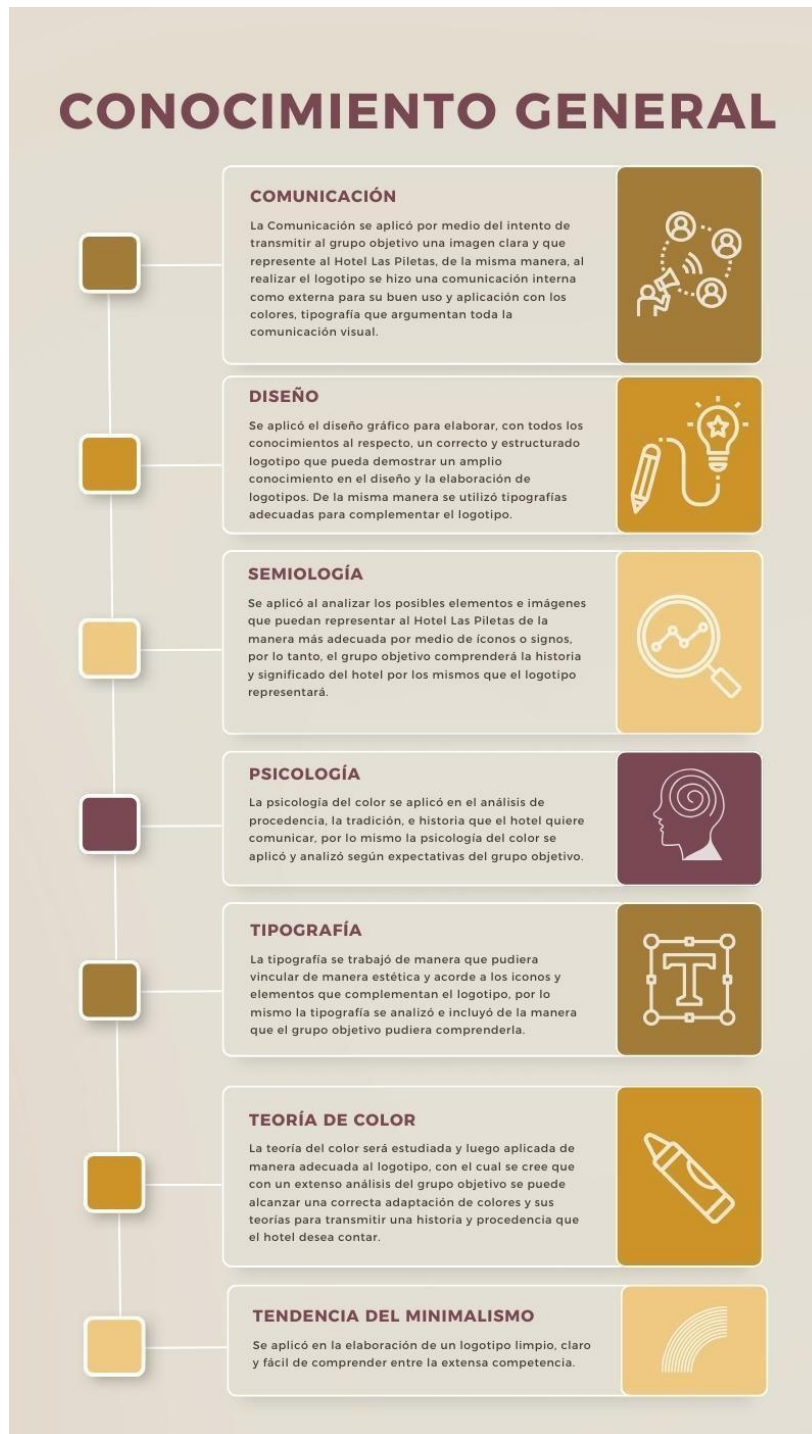 CONOCIMIENTO GENERAL
COMUNICACIÓN
La Comunicación se aplicó por medio del intento de
transmitir al grupo objetivo una imagen clara y que
represente al Hotel Las Piletas, de la misma manera, al
realizar el logotipo se hizo una comunicación interna
como externa para su buen uso y aplicación con los
colores, tipografía que argumentan toda la
comunicación visual.
DISEÑO
Se aplicó el diseño gráfico para elaborar, con todos los
conocimientos al respecto, un correcto y estructurado
logotipo que pueda demostrar un amplio
conocimiento en el diseño y la elaboración de
logotipos. De la misma manera se utilizó tipografías
adecuadas para complementar el logotipo.
SEMIOLOGÍA
Se aplicó al analizar los posibles elementos e imágenes
que puedan representar al Hotel Las Piletas de la
manera más adecuada por medio de íconos o signos,
por lo tanto, el grupo objetivo comprenderá la historia
y significado del hotel por los mismos que el logotipo
representará.
PSICOLOGÍA
La psicología del color se aplicó en el análisis de
procedencia, la tradición, e historia que el hotel quiere
comunicar, por lo mismo la psicología del color se
aplicó y analizó según expectativas del grupo objetivo.
TIPOGRAFÍA
La tipografía se trabajó de manera que pudiera
vincular de manera estética y acorde a los iconos y
elementos que complementan el logotipo, por lo
mismo la tipografía se analizó e incluyó de la manera
que el grupo objetivo pudiera comprenderla.
T
TEORÍA DE COLOR
La teoría del color será estudiada y luego aplicada de
manera adecuada al logotipo, con el cual se cree que
con un extenso análisis del grupo objetivo se puede
alcanzar una correcta adaptación de colores y sus
teorías para transmitir una historia y procedencia que
el hotel desea contar.
TENDENCIA DEL MINIMALISMO
Se aplicó en la elaboración de un logotipo limpio, claro
y fácil de comprender entre la extensa competencia.